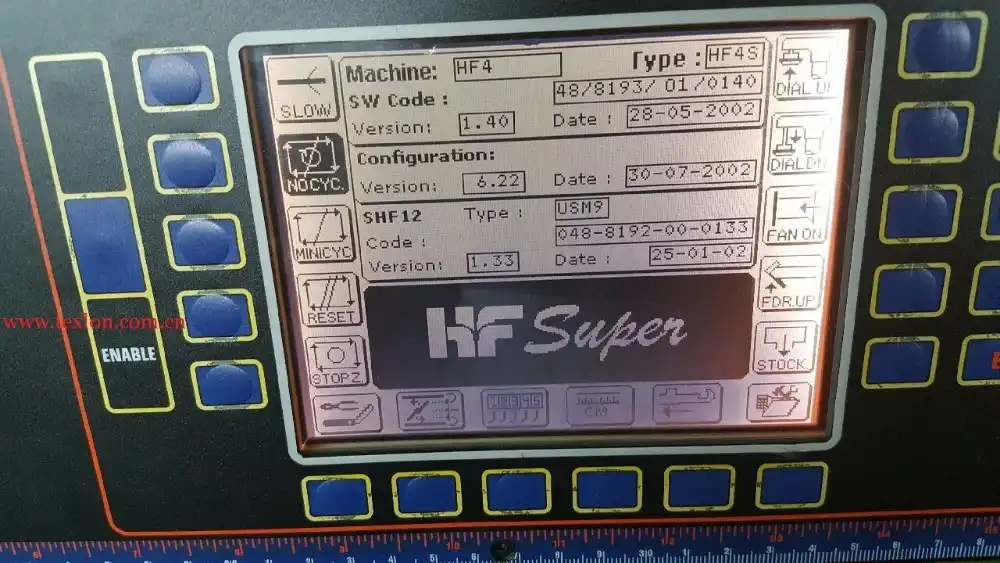 Machine: HF4 Type : HF4S
SW Code : 48/8193/ 01 /0140
Version: 1.40 Date : 28-05-2002
Configuration:
Version: 6.22 Date : 30-07-2002
SHF12 Type : USM9
Code : 048-8192-00-0133
Version: 1.33 Date : 25-01-02
HF Super
SLOW
NOCYC.
MINICYC
RESET
STOPZ.
DIAL UP
DIAL DN
FAN ON
FDR.UP
STOCK.
CM
12345
ENABLE
www.texlon.com.cn